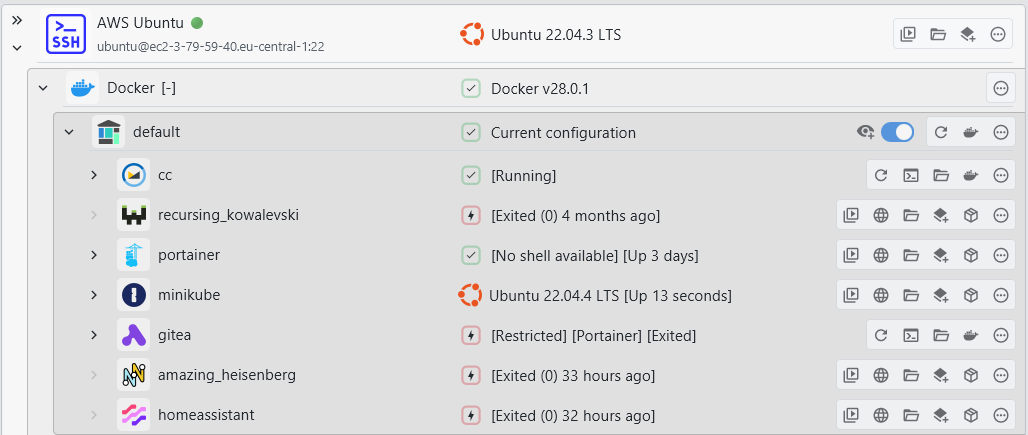 AWS Ubuntu
SSH
ubuntu@ec2-3-79-59-40.eu-central-1:22
Ubuntu 22.04.3 LTS
Docker [-] Docker v28.0.1
default Current configuration
cc [Running]
recursing_kowalevski [Exited (0) 4 months ago]
portainer [No shell available] [Up 3 days]
minikube Ubuntu 22.04.4 LTS [Up 13 seconds]
gitea [Restricted] [Portainer] [Exited]
amazing_heisenberg [Exited (0) 33 hours ago]
homeassistant [Exited (0) 32 hours ago]